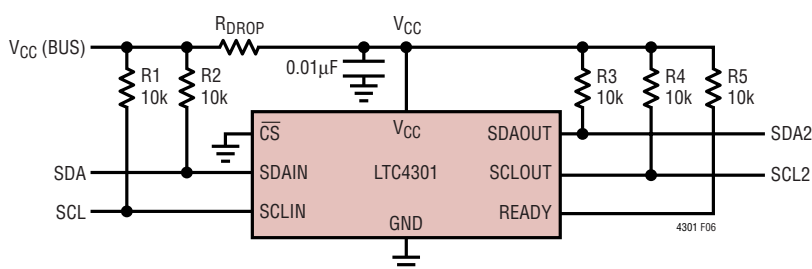 RDROP
VCC
VCC (BUS)
R1
10k
R2
10k
0.01µF
R3
10k
R4
10k
R5
10k
CS
VCC
SDAOUT
SDA2
SDA
SDAIN
LTC4301
SCLOUT
SCL2
SCL
SCLIN
READY
GND
4301 F06